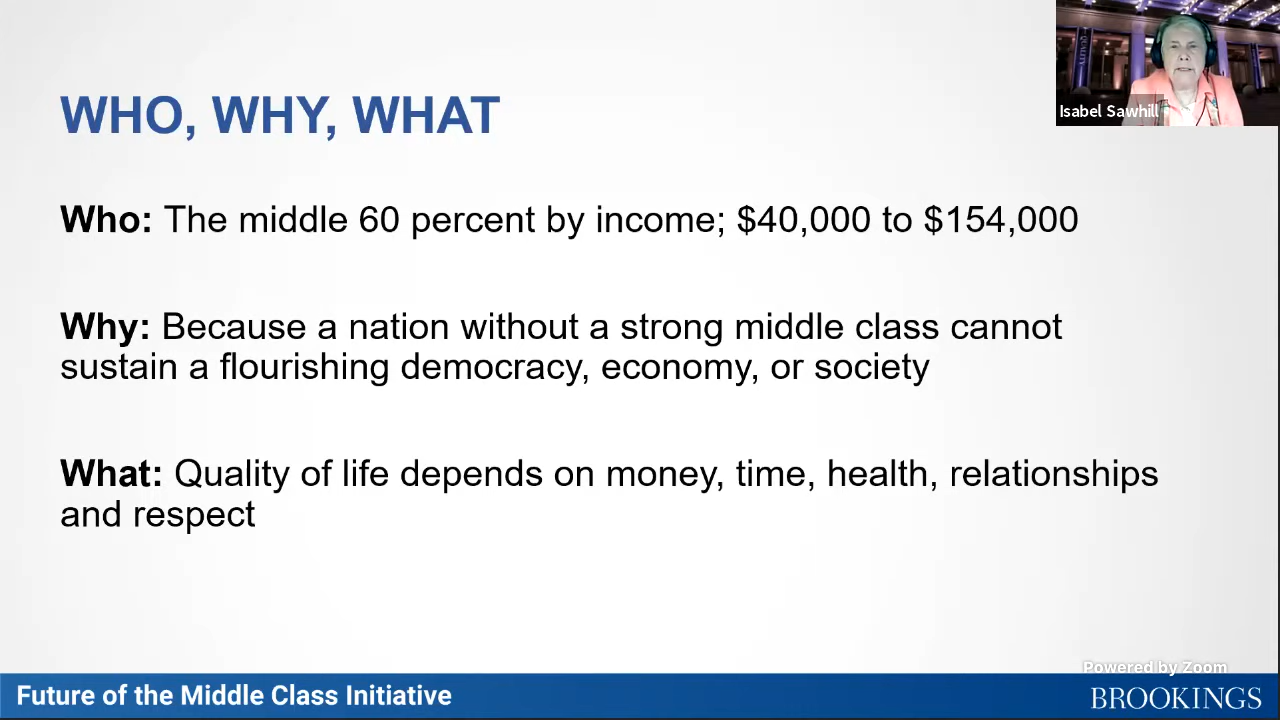 Isabel Sawhill
WHO, WHY, WHAT
Who: The middle 60 percent by income; $40,000 to $154,000
Why: Because a nation without a strong middle class cannot
sustain a flourishing democracy, economy, or society
What: Quality of life depends on money, time, health, relationships
and respect
Powered by Zoom
Future of the Middle Class Initiative
BROOKINGS